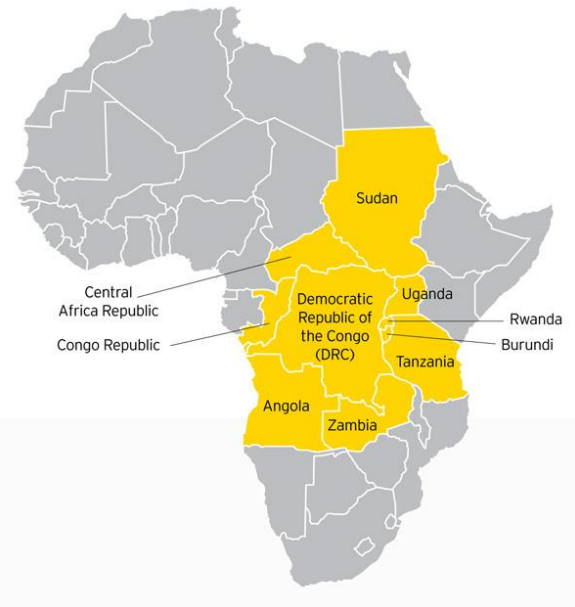 Sudan
Central
Africa Republic
Democratic
Republic of
the Congo
(DRC)
Uganda
Rwanda
Congo Republic
Burundi
Tanzania
Angola
Zambia